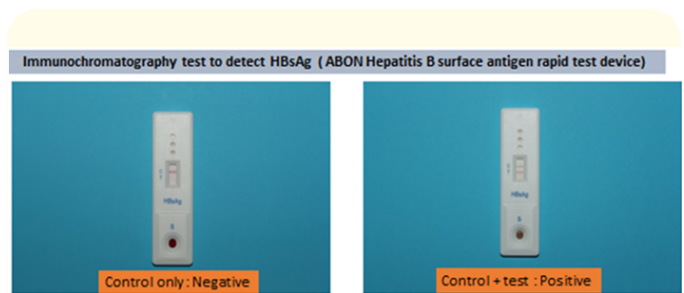 Immunochromatography test to detect HBsAg ( ABON Hepatitis B surface antigen rapid test device)
HBsAg
S
Control only : Negative
HBsAg
S
Control + test : Positive